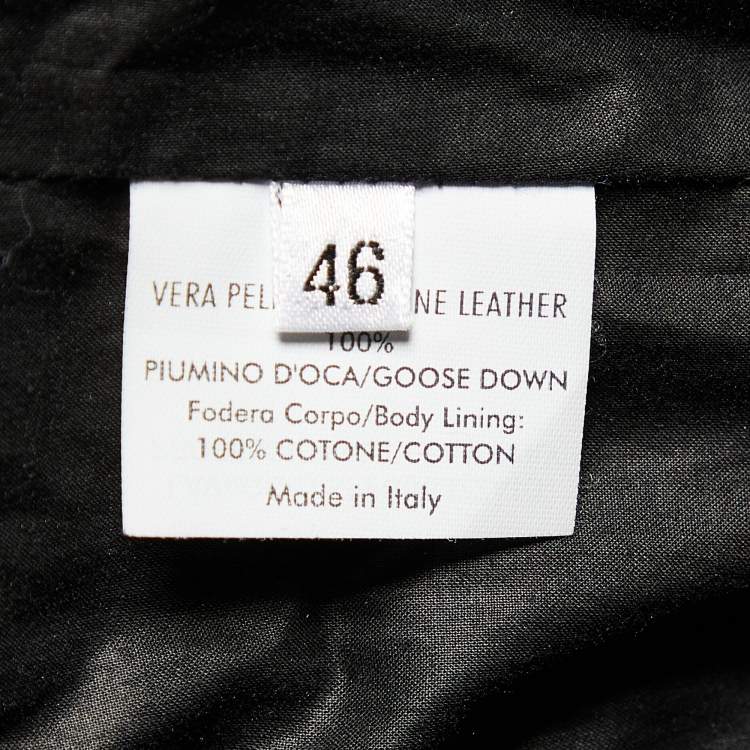 46
VERA PEL NE LEATHER
100%
PIUMINO D'OCA/GOOSE DOWN
Fodera Corpo/Body Lining:
100% COTONE/COTTON
Made in Italy